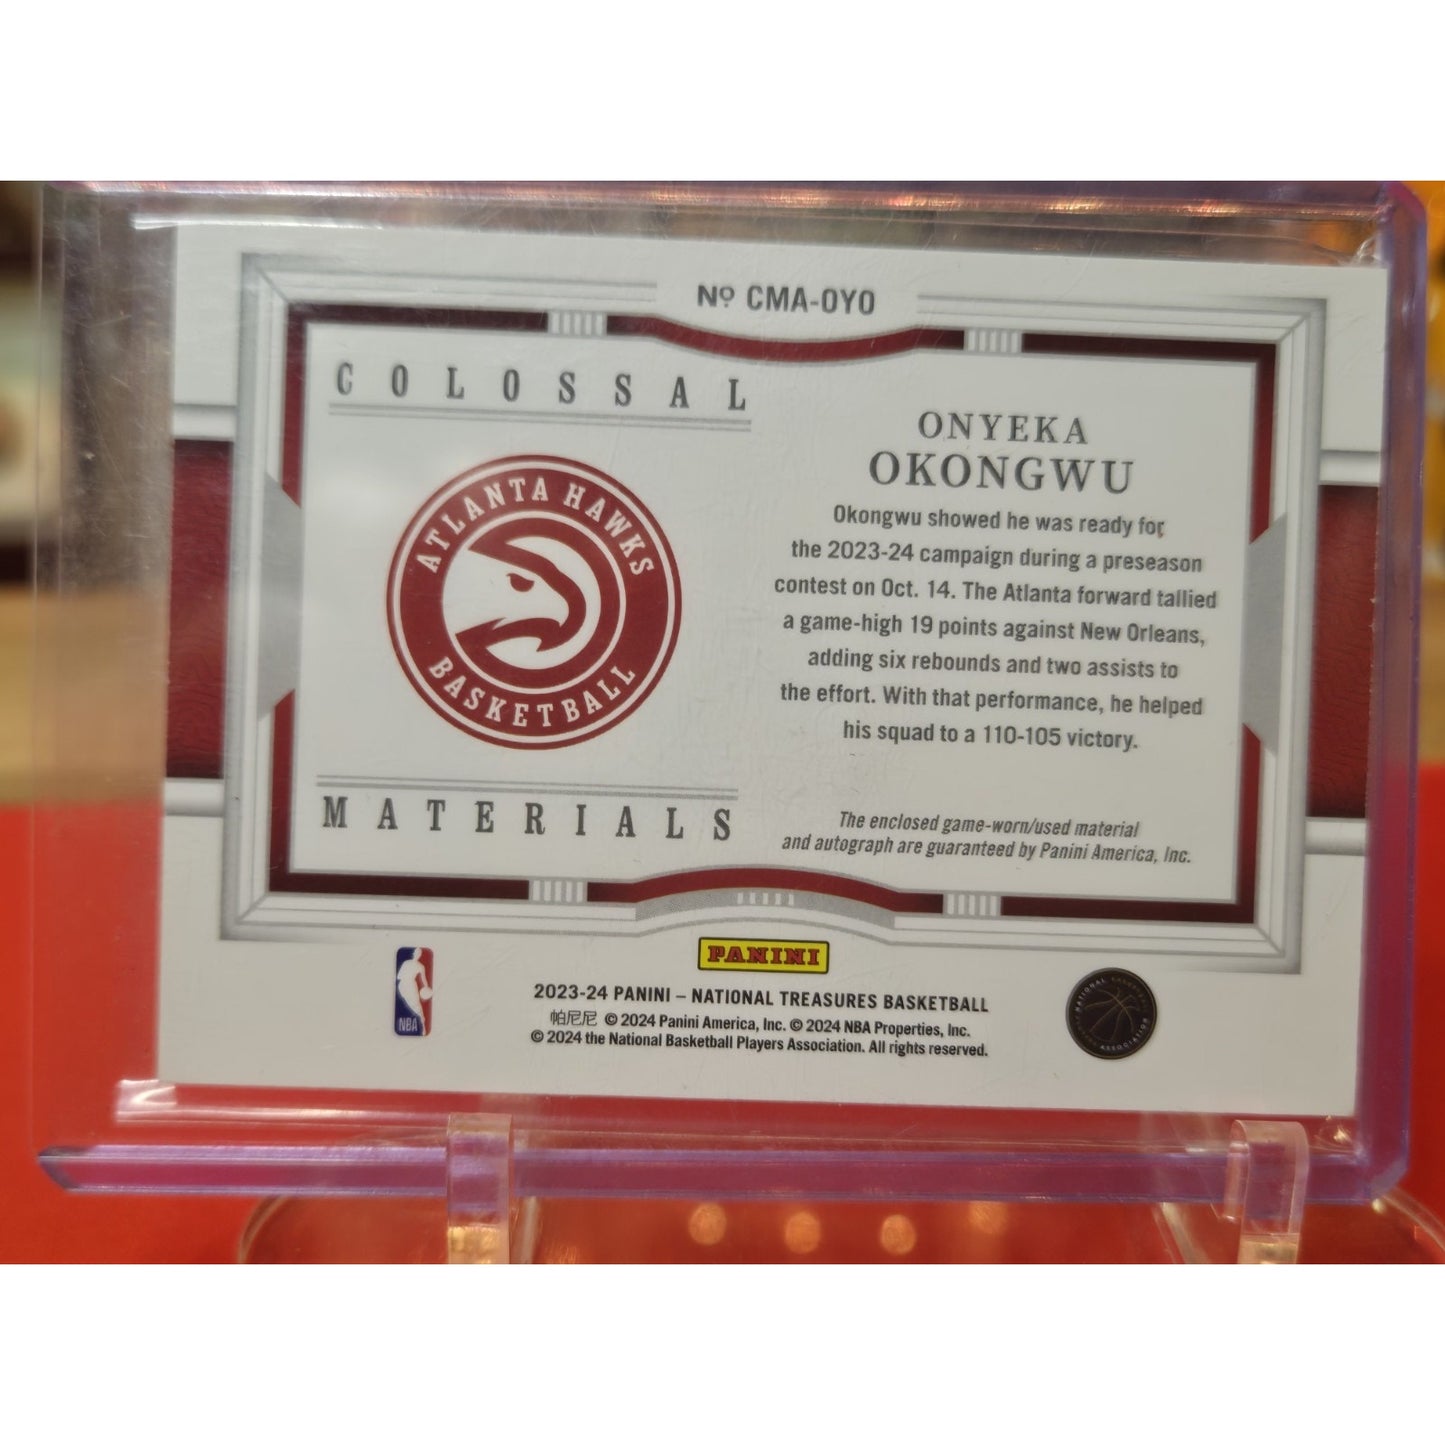 Nº CMA-OYO
COLOSSAL
ATLANTA HAWKS
BASKETBALL
MATERIALS
ONYEKA
OKONGWU
Okongwu showed he was ready for
the 2023-24 campaign during a preseason
contest on Oct. 14. The Atlanta forward tallied
a game-high 19 points against New Orleans,
adding six rebounds and two assists to
the effort. With that performance, he helped
his squad to a 110-105 victory.
The enclosed game-worn/used material
and autograph are guaranteed by Panini America, Inc.
PANINI
NBA
2023-24 PANINI – NATIONAL TREASURES BASKETBALL
帕尼尼 © 2024 Panini America, Inc. © 2024 NBA Properties, Inc.
© 2024 the National Basketball Players Association. All rights reserved.
NATIONAL BASKETBALL
ASSOCIATION